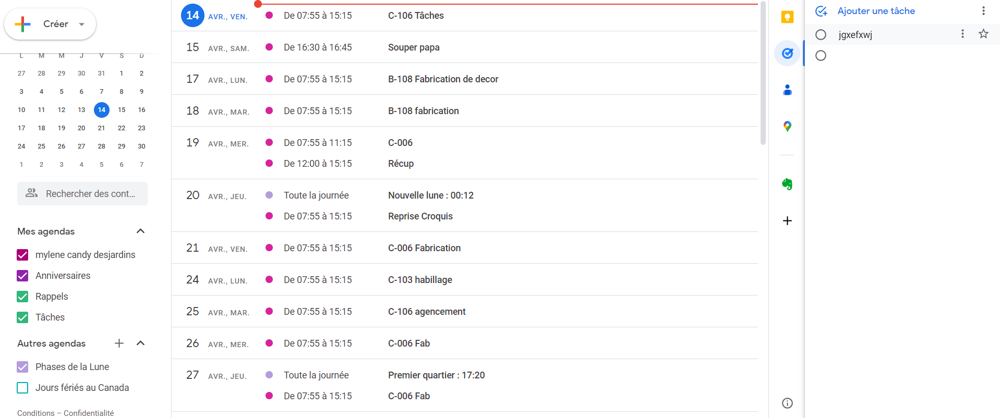 Créer
L M M J V S D
27 28 29 30 31 1 2
3 4 5 6 7 8 9
10 11 12 13 14 15 16
17 18 19 20 21 22 23
24 25 26 27 28 29 30
1 2 3 4 5 6 7
Rechercher des cont...
Mes agendas
mylene candy desjardins
Anniversaires
Rappels
Tâches
Autres agendas
Phases de la Lune
Jours fériés au Canada
Conditions – Confidentialité
14 AVR., VEN. De 07:55 à 15:15 C-106 Tâches
15 AVR., SAM. De 16:30 à 16:45 Souper papa
17 AVR., LUN. De 07:55 à 15:15 B-108 Fabrication de decor
18 AVR., MAR. De 07:55 à 15:15 B-108 fabrication
19 AVR., MER. De 07:55 à 11:15 C-006
De 12:00 à 15:15 Récup
20 AVR., JEU. Toute la journée Nouvelle lune : 00:12
De 07:55 à 15:15 Reprise Croquis
21 AVR., VEN. De 07:55 à 15:15 C-006 Fabrication
24 AVR., LUN. De 07:55 à 15:15 C-103 habillage
25 AVR., MAR. De 07:55 à 15:15 C-106 agencement
26 AVR., MER. De 07:55 à 15:15 C-006 Fab
27 AVR., JEU. Toute la journée Premier quartier : 17:20
De 07:55 à 15:15 C-006 Fab
Ajouter une tâche
jgxefxwj